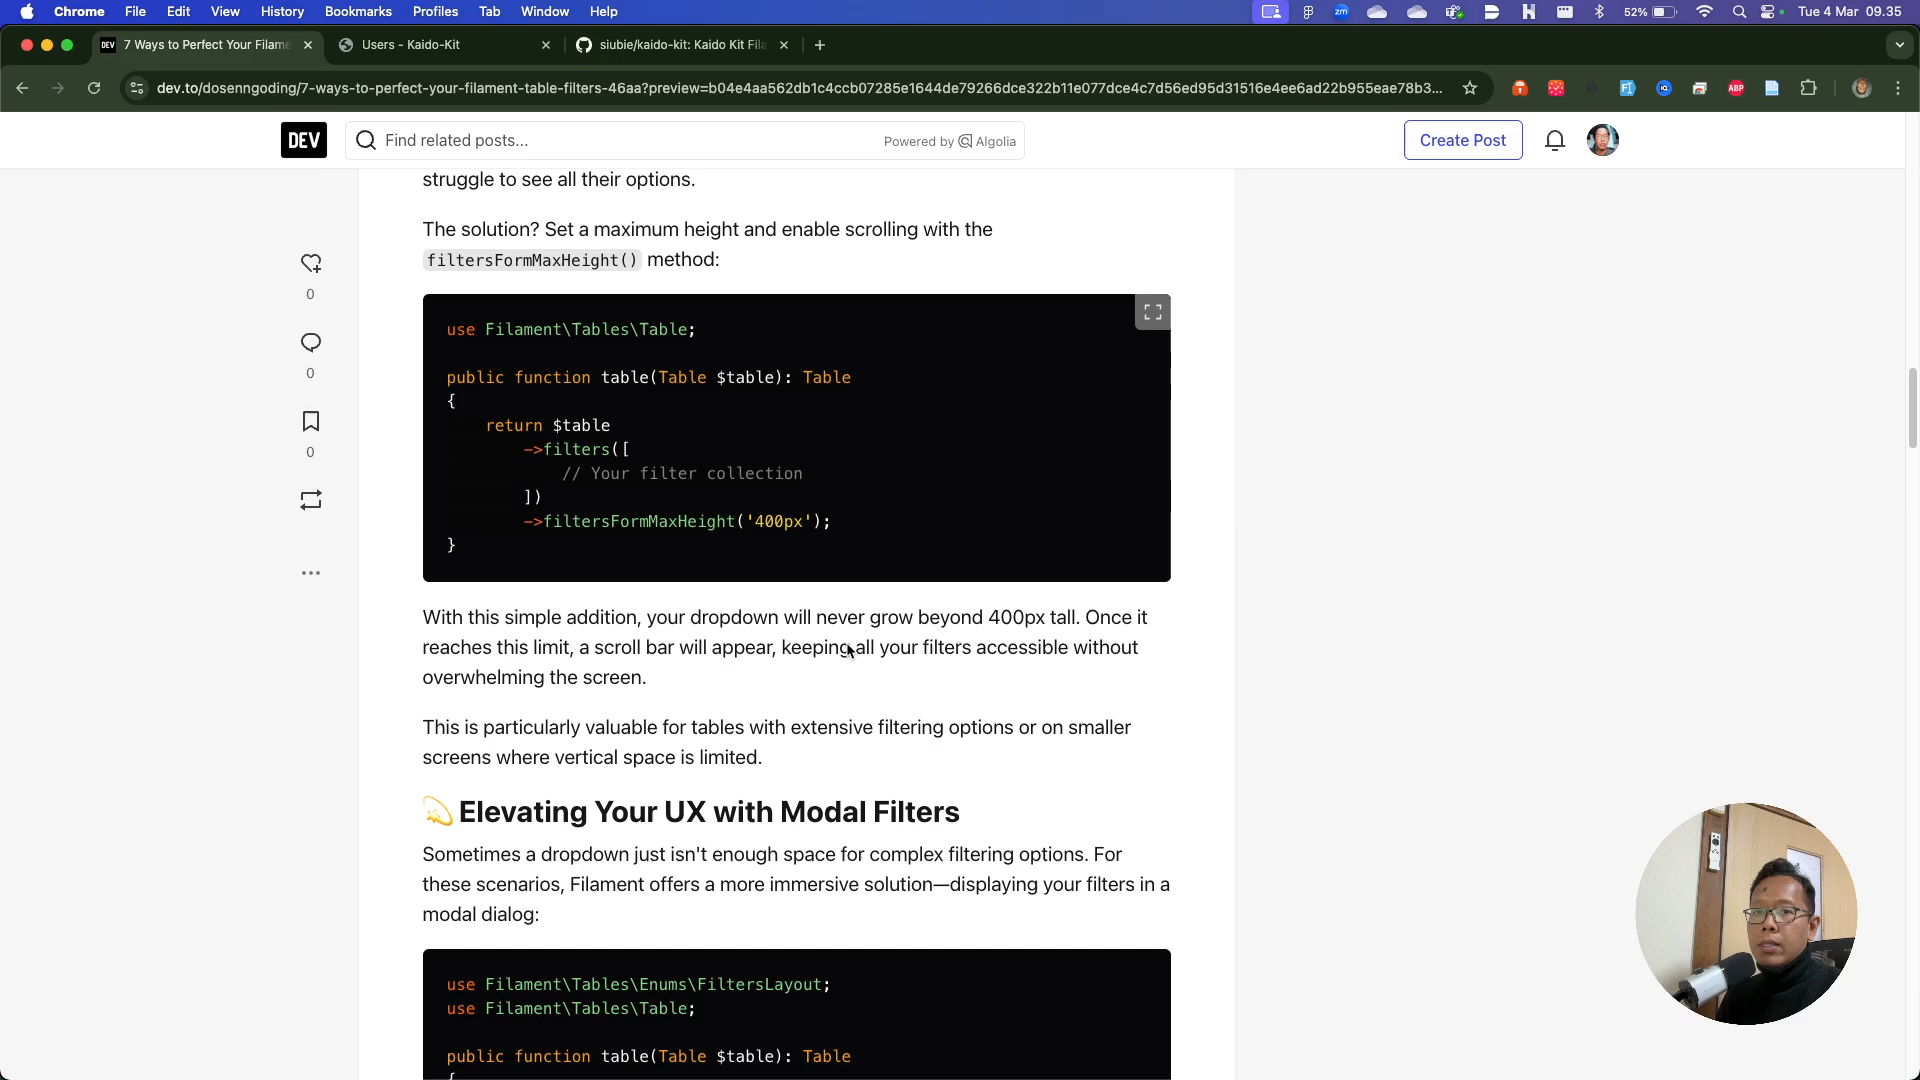 Chrome File Edit View History Bookmarks Profiles Tab Window Help
zm 52% Tue 4 Mar 09.35
DEV 7 Ways to Perfect Your Filame
Users - Kaido-Kit
siubie/kaido-kit: Kaido Kit Fila
dev.to/dosenngoding/7-ways-to-perfect-your-filament-table-filters-46aa?preview=b04e4aa562db1c4ccb07285e1644de79266dce322b11e077dce4c7d56ed95d31516e4ee6ad22b955eae78b3...
ABP
DEV
Find related posts...
Powered by Algolia
Create Post
struggle to see all their options.
The solution? Set a maximum height and enable scrolling with the
filtersFormMaxHeight() method:
0
0
0
use Filament\Tables\Table;
public function table(Table $table): Table
{
return $table
->filters([
// Your filter collection
])
->filtersFormMaxHeight('400px');
}
With this simple addition, your dropdown will never grow beyond 400px tall. Once it
reaches this limit, a scroll bar will appear, keeping all your filters accessible without
overwhelming the screen.
This is particularly valuable for tables with extensive filtering options or on smaller
screens where vertical space is limited.
💫 Elevating Your UX with Modal Filters
Sometimes a dropdown just isn't enough space for complex filtering options. For
these scenarios, Filament offers a more immersive solution—displaying your filters in a
modal dialog:
use Filament\Tables\Enums\FiltersLayout;
use Filament\Tables\Table;
public function table(Table $table): Table
{